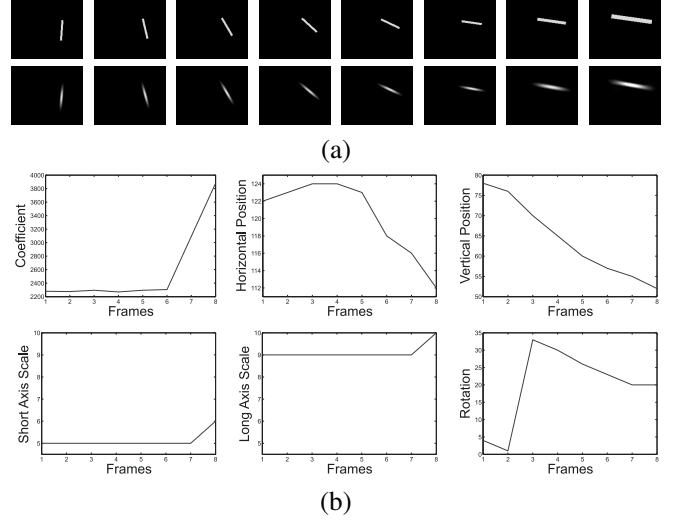 (a)
4000
3800
3600
3400
3200
3000
2800
2600
2400
2200
Coefficient
1 2 3 4 5 6 7 8
Frames
124
122
120
118
116
114
112
Horizontal Position
1 2 3 4 5 6 7 8
Frames
80
75
70
65
60
55
50
Vertical Position
1 2 3 4 5 6 7 8
Frames
10
9
8
7
6
5
Short Axis Scale
1 2 3 4 5 6 7 8
Frames
10
9
8
7
6
5
Long Axis Scale
1 2 3 4 5 6 7 8
Frames
35
30
25
20
15
10
5
0
Rotation
1 2 3 4 5 6 7 8
Frames
(b)